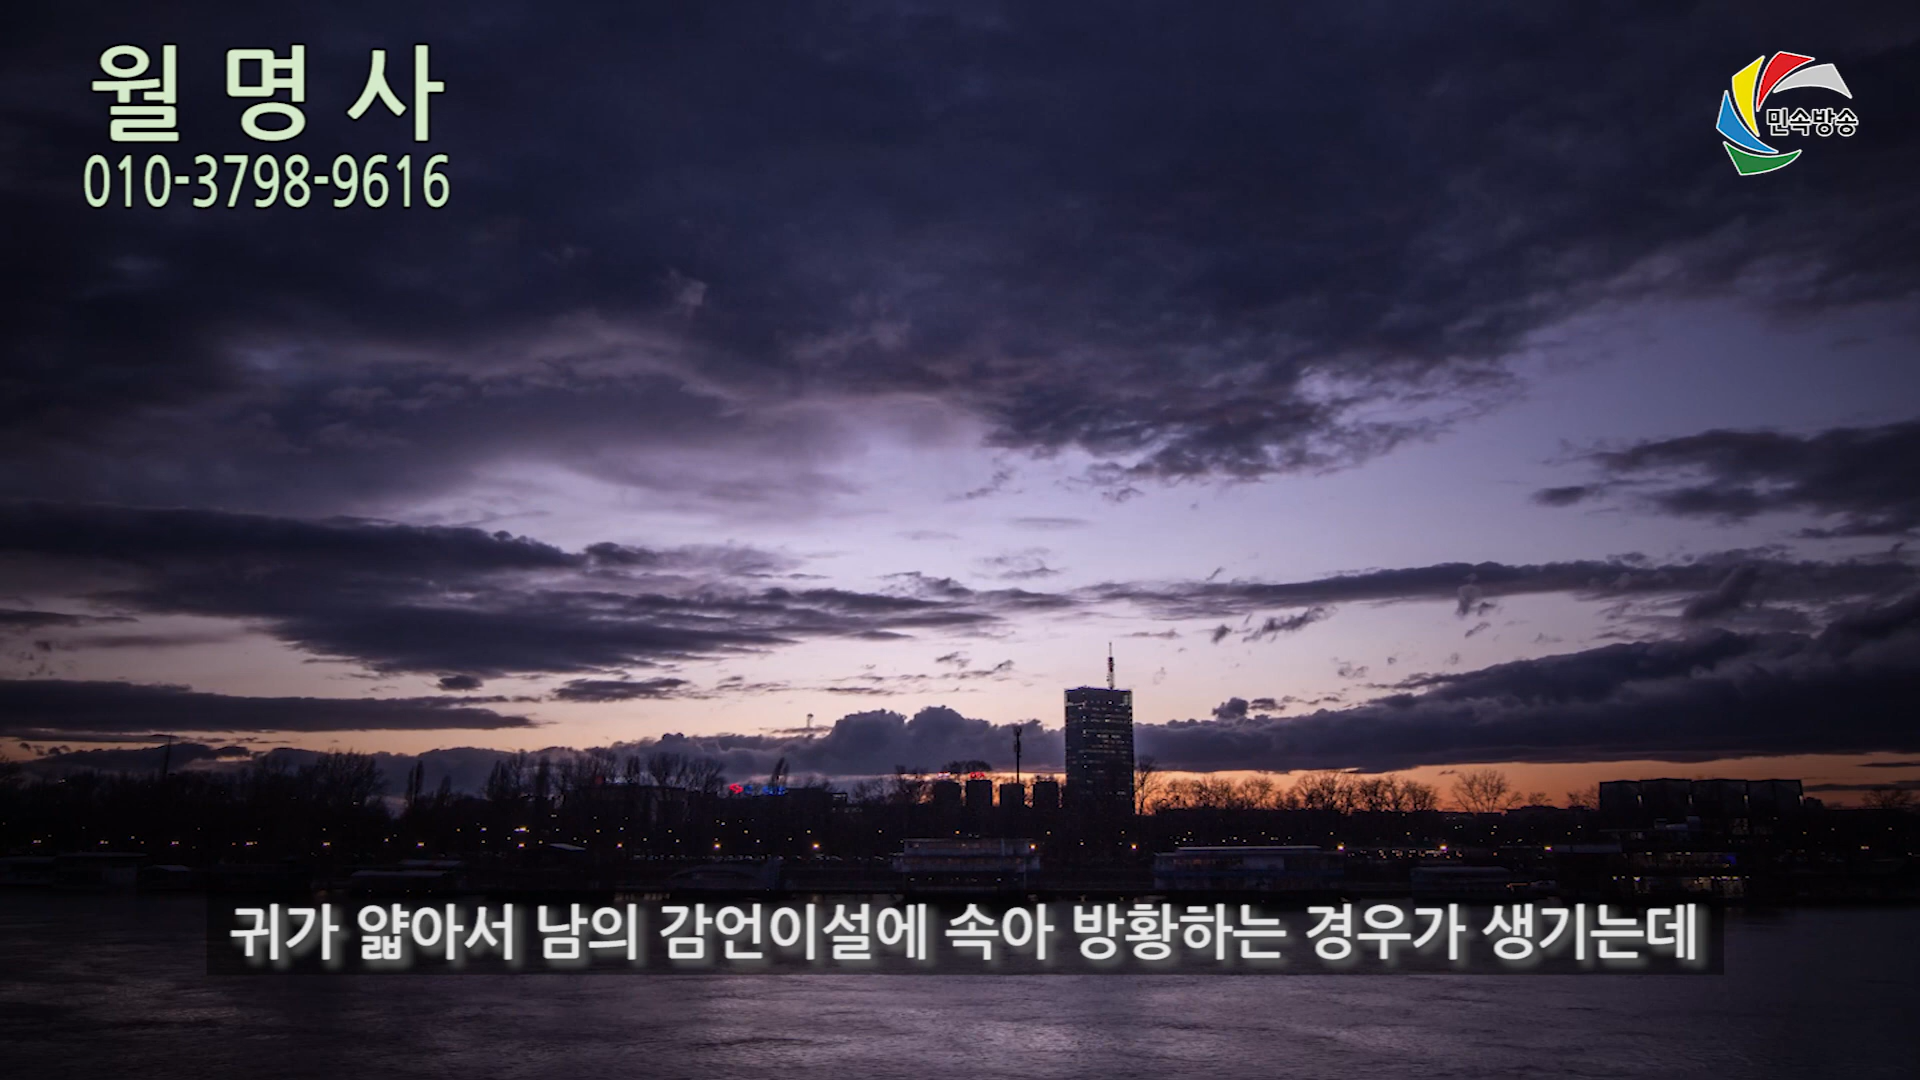 월명사
010-3798-9616
민속방송
귀가 얇아서 남의 감언이설에 속아 방황하는 경우가 생기는데